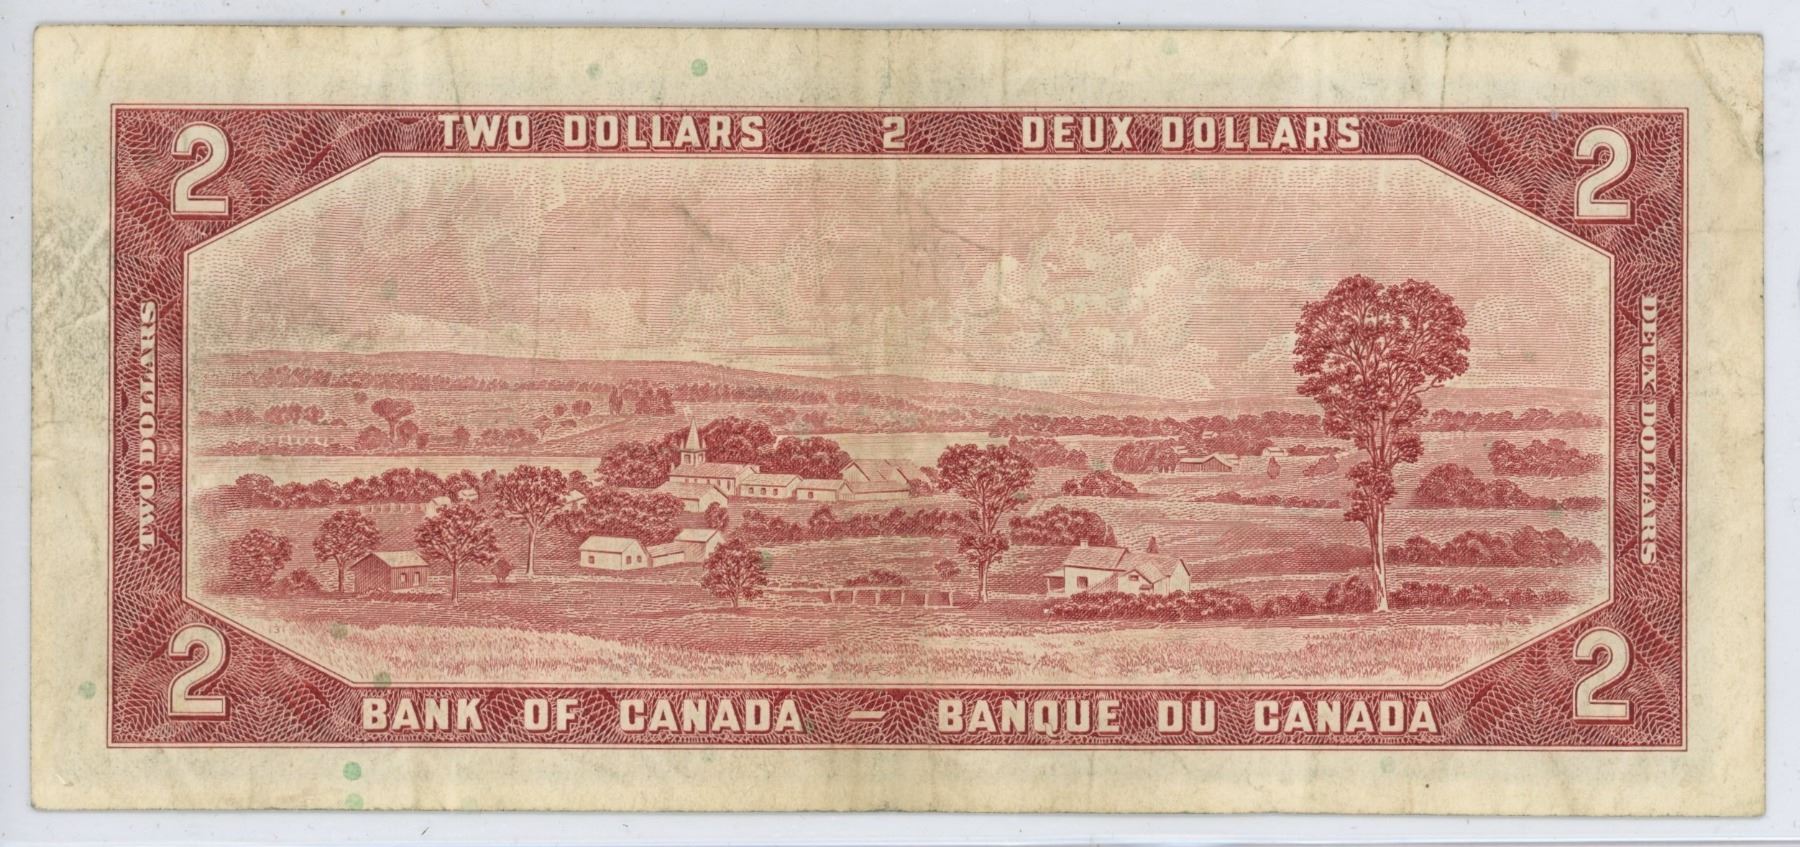 2 TWO DOLLARS 2 DEUX DOLLARS 2
TWO DOLLARS
DEUX DOLLARS
2 BANK OF CANADA — BANQUE DU CANADA 2